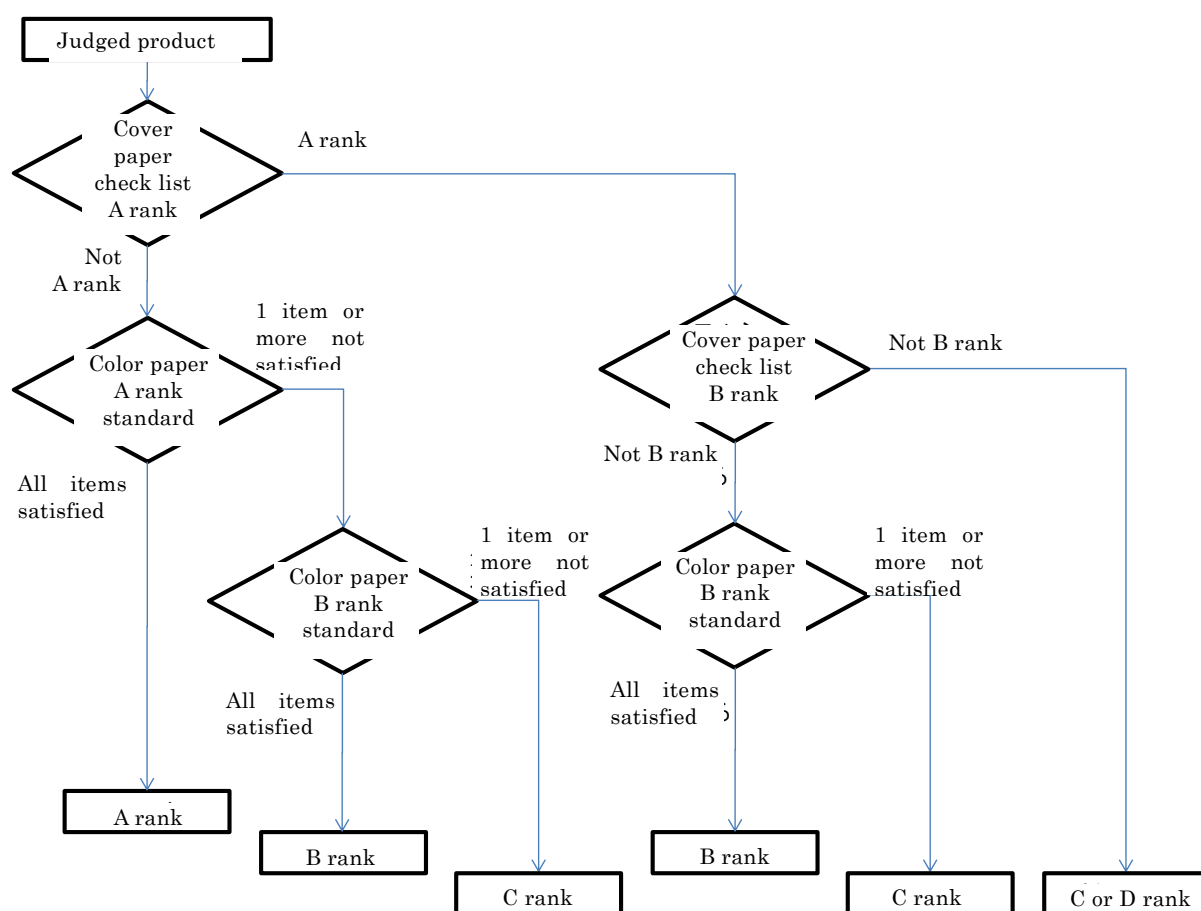 Judged product
Cover
paper
check list
A rank
A rank
Not
A rank
1 item or
more not
satisfied
Color paper
A rank
standard
All items
satisfied
Cover paper
check list
B rank
Not B rank
Not B rank
1 item or
more not
satisfied
Color paper
B rank
standard
All items
satisfied
1 item or
more not
satisfied
Color paper
B rank
standard
All items
satisfied
A rank
B rank
C rank
B rank
C rank
C or D rank